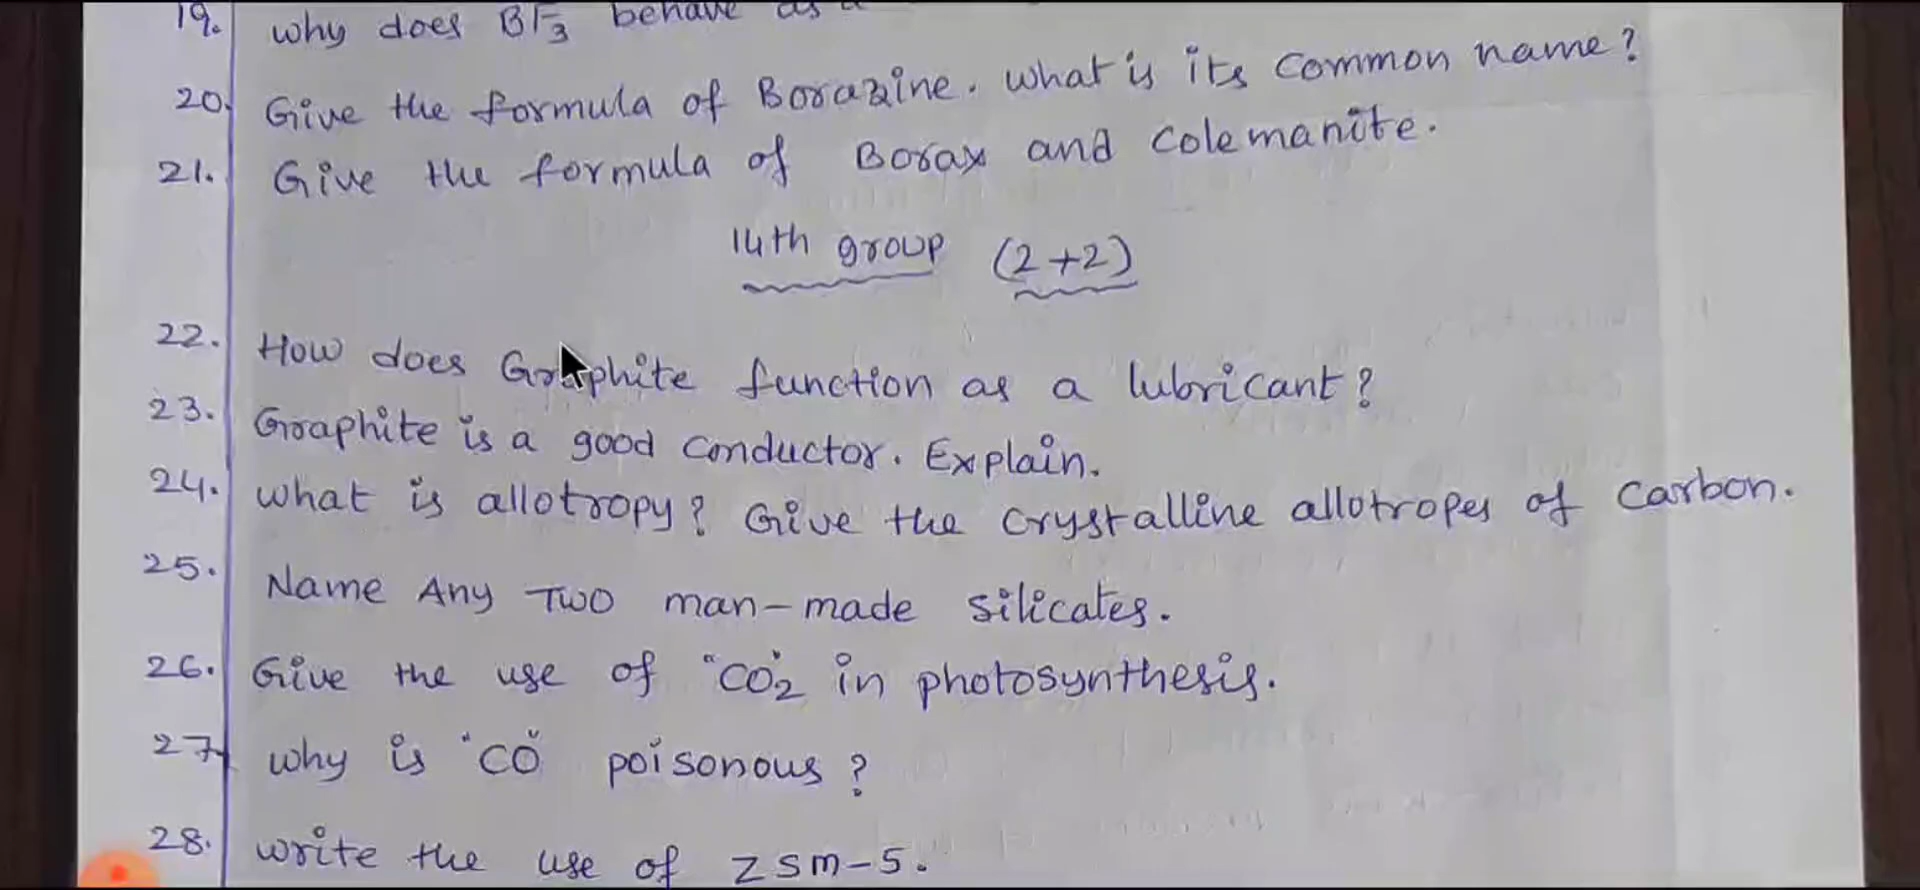 19. why does BF3 behave as a
20. Give the formula of Borazine. What is its common name?
21. Give the formula of Borax and Colemanite.
14th group (2+2)
22. How does Graphite function as a lubricant?
23. Graphite is a good conductor. Explain.
24. What is allotropy? Give the crystalline allotropes of Carbon.
25. Name Any Two man-made silicates.
26. Give the use of "CO2" in photosynthesis.
27. why is "CO" poisonous?
28. write the use of ZSM-5.